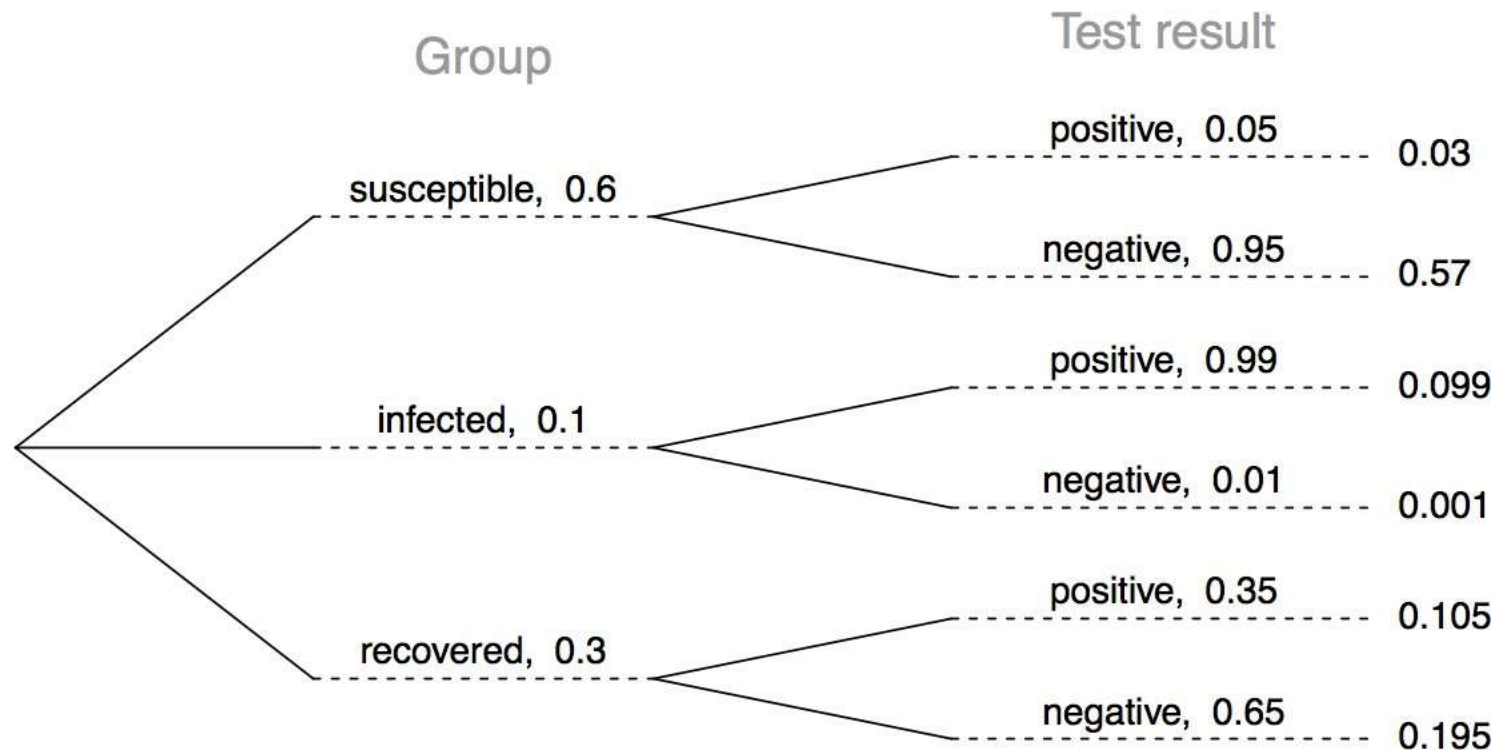 Group
Test result
positive, 0.05
0.03
susceptible, 0.6
negative, 0.95
0.57
positive, 0.99
0.099
infected, 0.1
negative, 0.01
0.001
positive, 0.35
0.105
recovered, 0.3
negative, 0.65
0.195